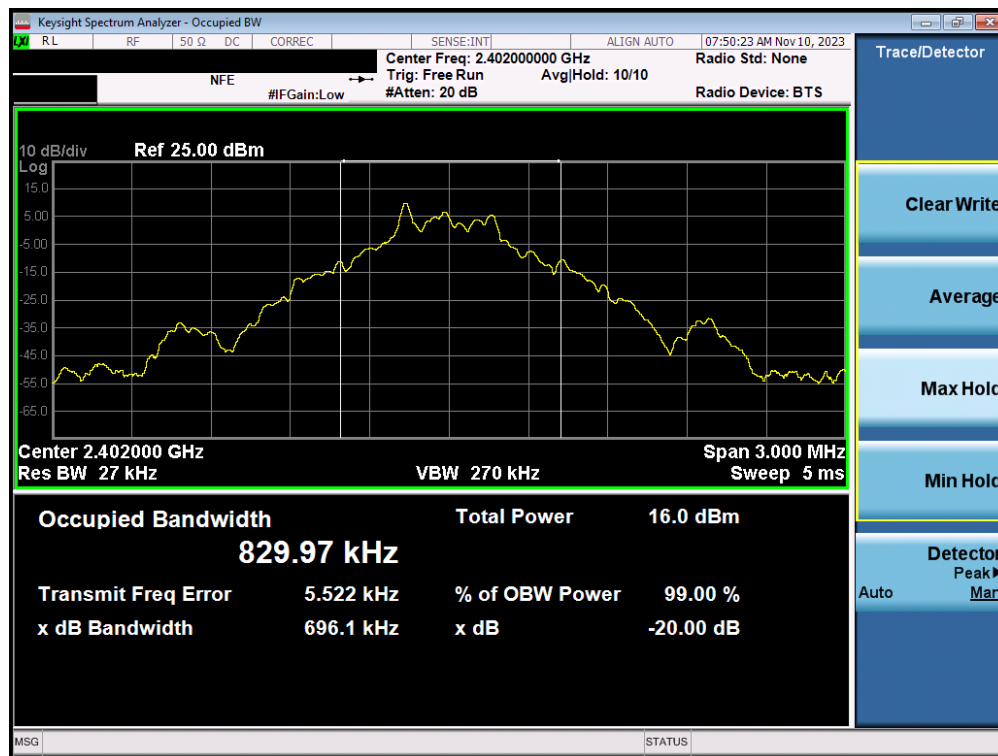 Keysight Spectrum Analyzer - Occupied BW
LXI RL RF 50 Ω DC CORREC SENSE:INT ALIGN AUTO 07:50:23 AM Nov 10, 2023
Center Freq: 2.402000000 GHz Radio Std: None
NFE Trig: Free Run Avg|Hold: 10/10
#IFGain:Low #Atten: 20 dB Radio Device: BTS
Trace/Detector
10 dB/div Ref 25.00 dBm
Log
15.0
5.00
-5.00
-15.0
-25.0
-35.0
-45.0
-55.0
-65.0
Center 2.402000 GHz Span 3.000 MHz
Res BW 27 kHz VBW 270 kHz Sweep 5 ms
Occupied Bandwidth Total Power 16.0 dBm
829.97 kHz
Transmit Freq Error 5.522 kHz % of OBW Power 99.00 %
x dB Bandwidth 696.1 kHz x dB -20.00 dB
Clear Write
Average
Max Hold
Min Hold
Detector
Peak
Auto Man
MSG STATUS